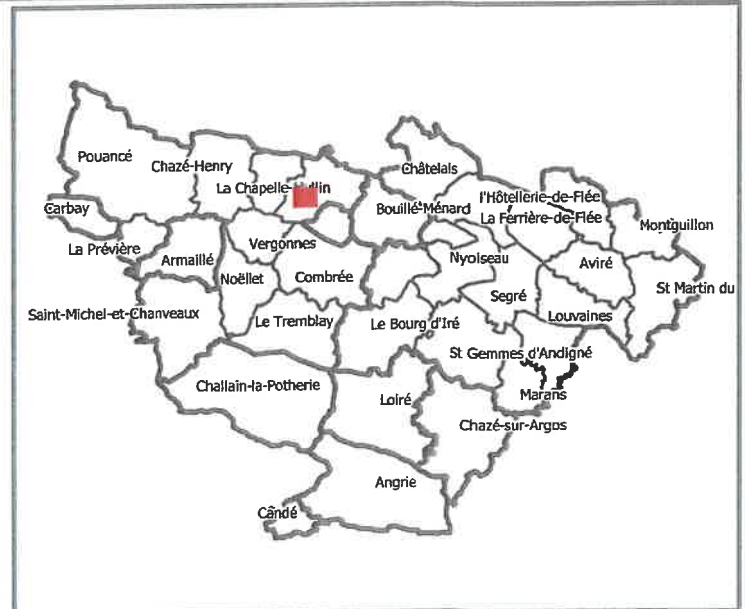 Pouancé
Chazé-Henry
Châtelais
La Chapelle-Hullin
l'Hôtellerie-de-Flée
Carbay
Bouillé-Ménard
La Ferrière-de-Flée
Montguillon
La Prévière
Vergonnes
Armaillé
Nyoiseau
Aviré
Noëllet
Combrée
St Martin du
Segré
Saint-Michel-et-Chanveaux
Le Tremblay
Le Bourg d'Iré
Louvaines
St Gemmes d'Andigné
Challain-la-Potherie
Loiré
Marans
Chazé-sur-Argos
Angrie
Cândé